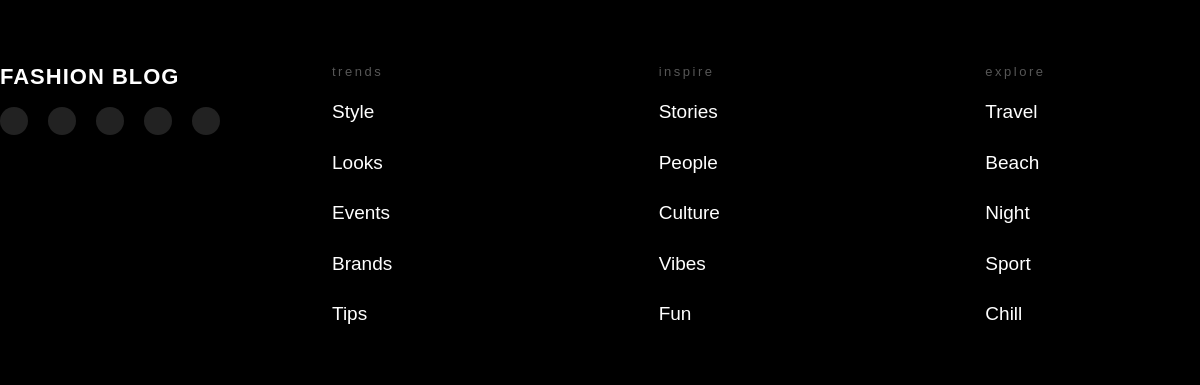 FASHION BLOG
trends
Style
Looks
Events
Brands
Tips
inspire
Stories
People
Culture
Vibes
Fun
explore
Travel
Beach
Night
Sport
Chill